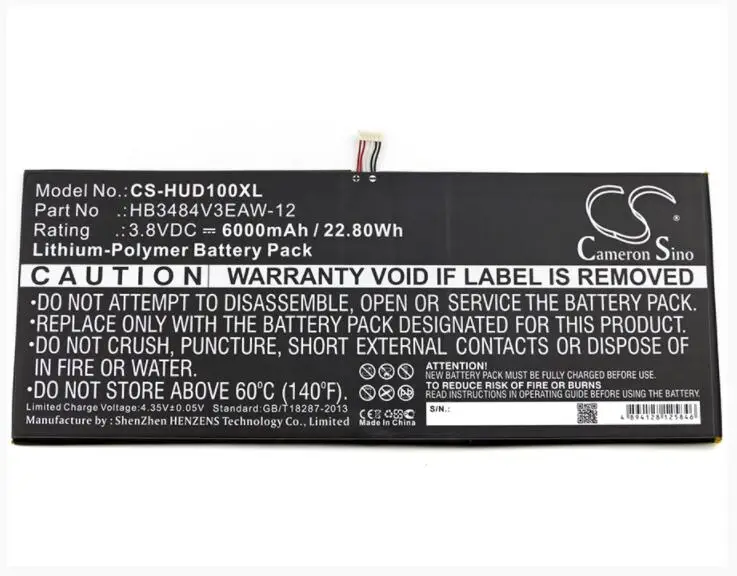 Model No.: CS-HUD100XL
Part No :HB3484V3EAW-12
Rating :3.8VDC ⎓ 6000mAh / 22.80Wh
Lithium-Polymer Battery Pack
CS
Cameron Sino
CAUTION WARRANTY VOID IF LABEL IS REMOVED
•DO NOT ATTEMPT TO DISASSEMBLE, OPEN OR SERVICE THE BATTERY PACK.
•REPLACE ONLY WITH THE BATTERY PACK DESIGNATED FOR THIS PRODUCT.
•DO NOT CRUSH, PUNCTURE, SHORT EXTERNAL CONTACTS OR DISPOSE OF
IN FIRE OR WATER.
•DO NOT STORE ABOVE 60°C (140°F).
Limited Charge Voltage:4.35V±0.05V Standard:GB/T18287-2013
Manufacture by : ShenZhen HENZENS Technology Co., Limited.
CE
Made In China
ATTENTION!
NEW BATTERY PACK MUST BE FULLY CHARGED BEFORE USE.
TO REDUCE RISK OF FIRE OR BURNS
READ INSTRUCTIONS IN OPERATING GUIDE BEFORE USING THE BATTERY.
S/N.:
4894128125846